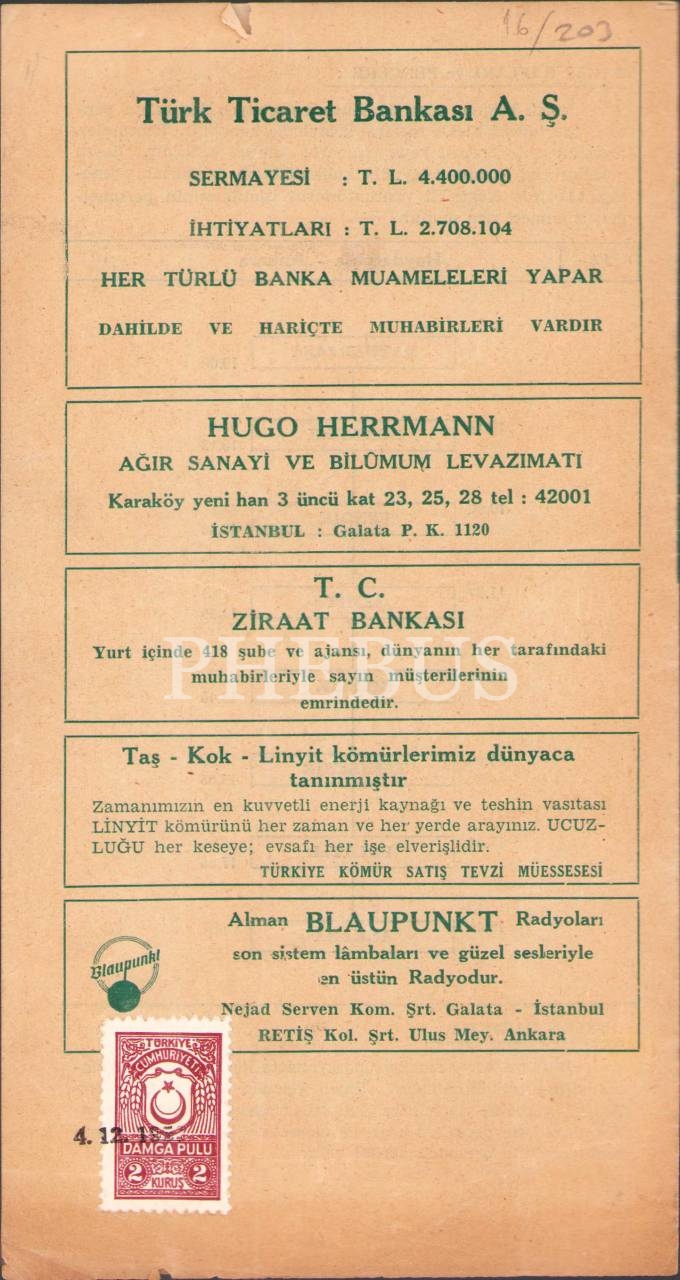 16/203
Türk Ticaret Bankası A. Ş.
SERMAYESİ : T. L. 4.400.000
İHTİYATLARI : T. L. 2.708.104
HER TÜRLÜ BANKA MUAMELELERİ YAPAR
DAHİLDE VE HARİÇTE MUHABİRLERİ VARDIR
HUGO HERRMANN
AĞIR SANAYİ VE BİLÛMUM LEVAZIMATI
Karaköy yeni han 3 üncü kat 23, 25, 28 tel : 42001
İSTANBUL : Galata P. K. 1120
T. C.
ZİRAAT BANKASI
Yurt içinde 418 şube ve ajansı, dünyanın her tarafındaki
muhabirleriyle sayın müşterilerinin
emrindedir.
PHEBUS
Taş - Kok - Linyit kömürlerimiz dünyaca
tanınmıştır
Zamanımızın en kuvvetli enerji kaynağı ve teshin vasıtası
LİNYİT kömürünü her zaman ve her yerde arayınız. UCUZ-
LUĞU her keseye; evsafı her işe elverişlidir.
TÜRKİYE KÖMÜR SATIŞ TEVZİ MÜESSESESİ
Alman BLAUPUNKT Radyoları
son sistem lâmbaları ve güzel sesleriyle
en üstün Radyodur.
Blaupunkt
Nejad Serven Kom. Şrt. Galata - İstanbul
RETİŞ Kol. Şrt. Ulus Mey. Ankara
TÜRKİYE
CUMHURİYETİ
4.12.
DAMGA PULU
2 2
KURUŞ